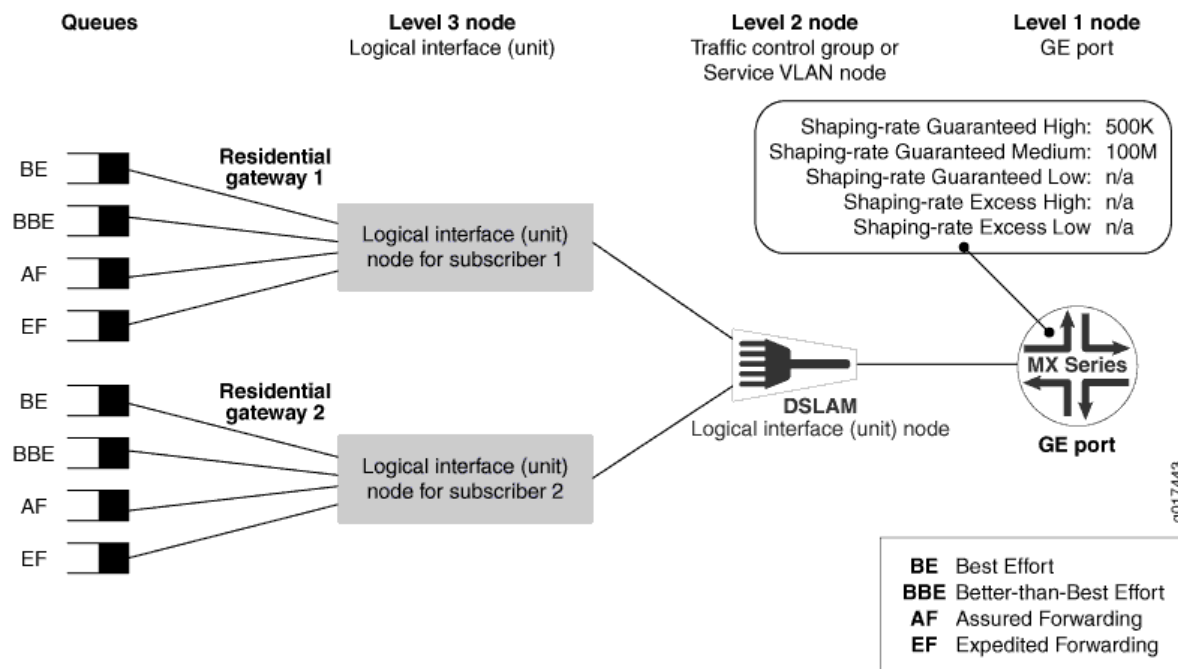 Queues
Level 3 node
Logical interface (unit)
Level 2 node
Traffic control group or
Service VLAN node
Level 1 node
GE port
Shaping-rate Guaranteed High: 500K
Shaping-rate Guaranteed Medium: 100M
Shaping-rate Guaranteed Low: n/a
Shaping-rate Excess High: n/a
Shaping-rate Excess Low n/a
BE
BBE
AF
EF
Residential
gateway 1
Logical interface (unit)
node for subscriber 1
BE
BBE
AF
EF
Residential
gateway 2
Logical interface (unit)
node for subscriber 2
DSLAM
Logical interface (unit) node
MX Series
GE port
g017443
BE Best Effort
BBE Better-than-Best Effort
AF Assured Forwarding
EF Expedited Forwarding